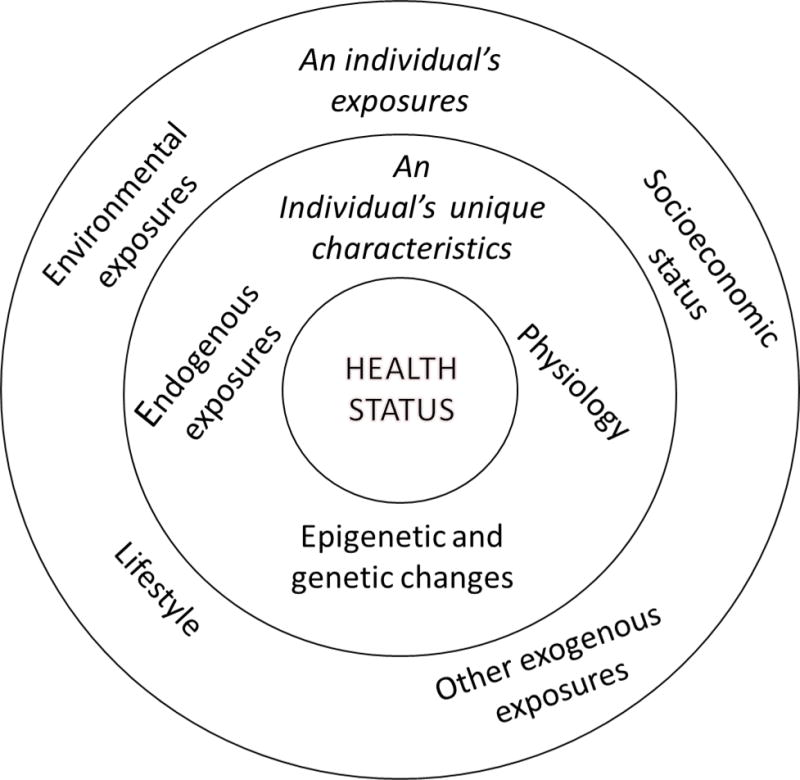 An individual’s
exposures
Environmental
exposures
Socioeconomic
status
An
Individual’s unique
characteristics
Endogenous
exposures
Physiology
HEALTH
STATUS
Epigenetic and
genetic changes
Lifestyle
Other exogenous
exposures